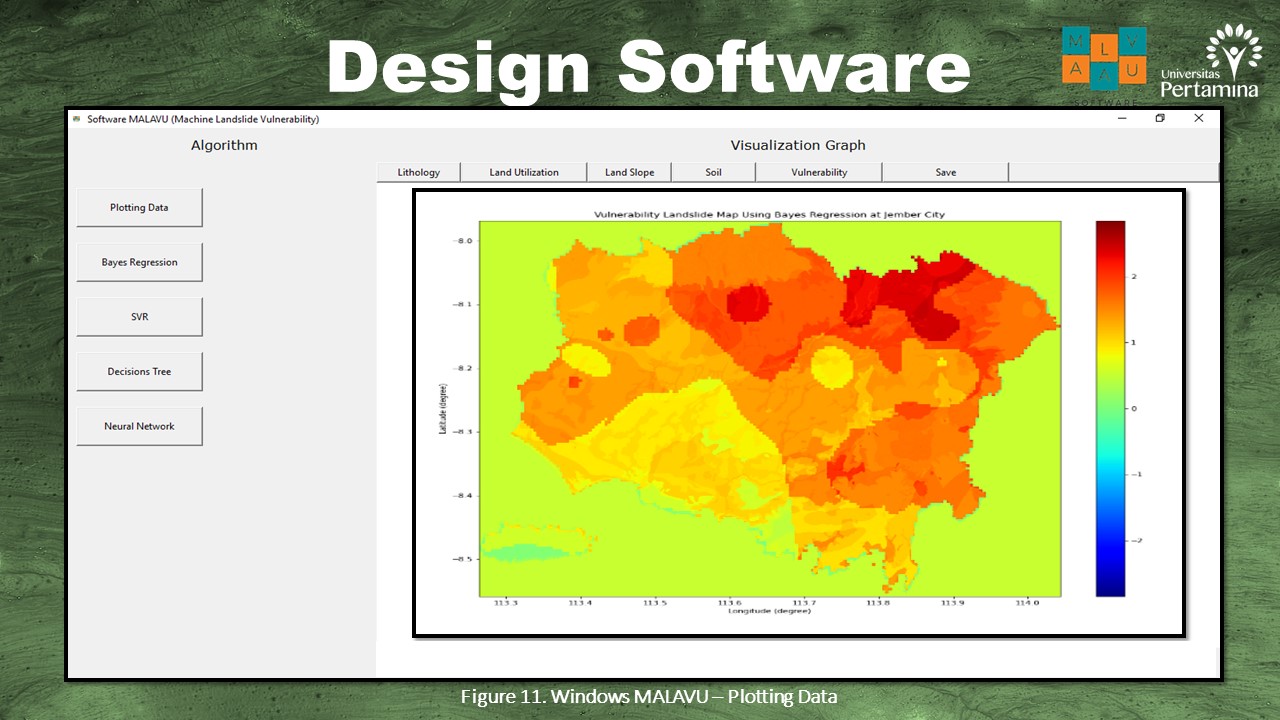 Design Software
M L V
A A U
SOFTWARE
Universitas
Pertamina
Software MALAVU (Machine Landslide Vulnerability)
Algorithm
Visualization Graph
Lithology Land Utilization Land Slope Soil Vulnerability Save
Plotting Data
Bayes Regression
SVR
Decisions Tree
Neural Network
Vulnerability Landslide Map Using Bayes Regression at Jember City
−8.0
−8.1
−8.2
−8.3
−8.4
−8.5
Latitude (degree)
113.3 113.4 113.5 113.6 113.7 113.8 113.9 114.0
Longitude (degree)
2
1
0
−1
−2
Figure 11. Windows MALAVU – Plotting Data